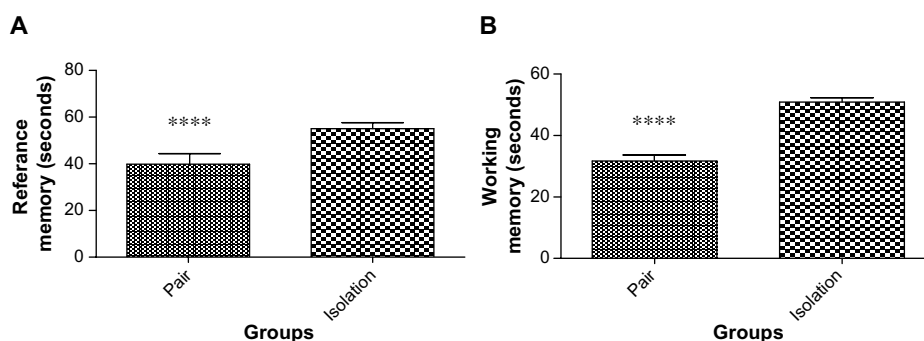 A
Referance
memory (seconds)
80
60
40
20
0
****
Pair
Isolation
Groups
B
Working
memory (seconds)
60
40
20
0
****
Pair
Isolation
Groups